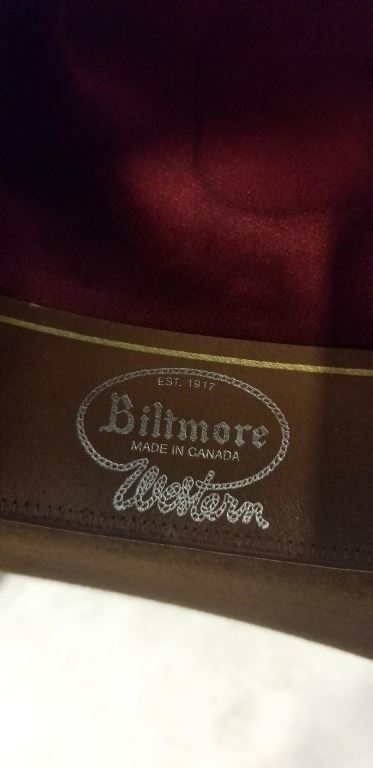 EST. 1917
Biltmore
MADE IN CANADA
Western